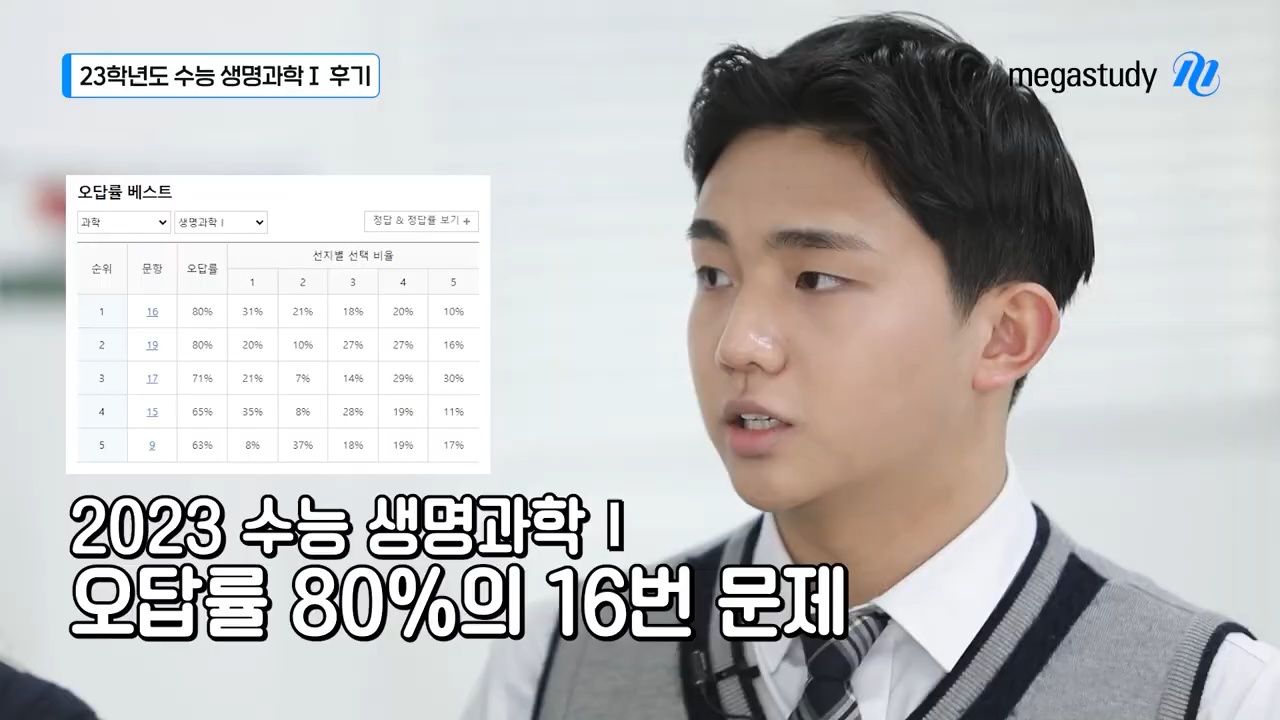 23학년도 수능 생명과학 I 후기
megastudy
오답률 베스트
과학 생명과학 I 정답 & 정답률 보기 +
순위 문항 오답률 선지별 선택 비율
1 2 3 4 5
1 16 80% 31% 21% 18% 20% 10%
2 19 80% 20% 10% 27% 27% 16%
3 17 71% 21% 7% 14% 29% 30%
4 15 65% 35% 8% 28% 19% 11%
5 9 63% 8% 37% 18% 19% 17%
2023 수능 생명과학 I
오답률 80%의 16번 문제